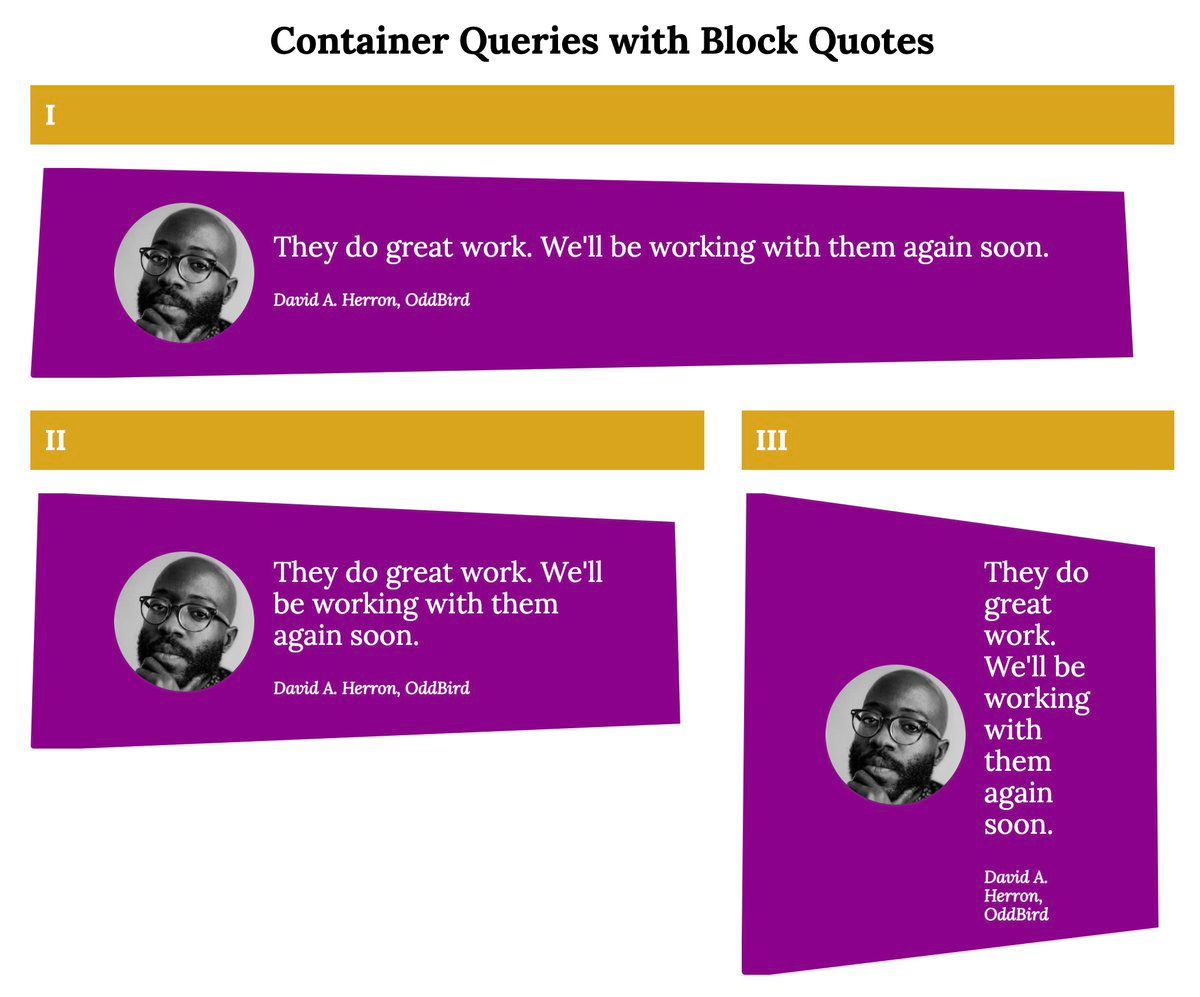 Container Queries with Block Quotes
I
They do great work. We'll be working with them again soon.
David A. Herron, OddBird
II
They do great work. We'll
be working with them
again soon.
David A. Herron, OddBird
III
They do
great
work.
We'll be
working
with
them
again
soon.
David A.
Herron,
OddBird